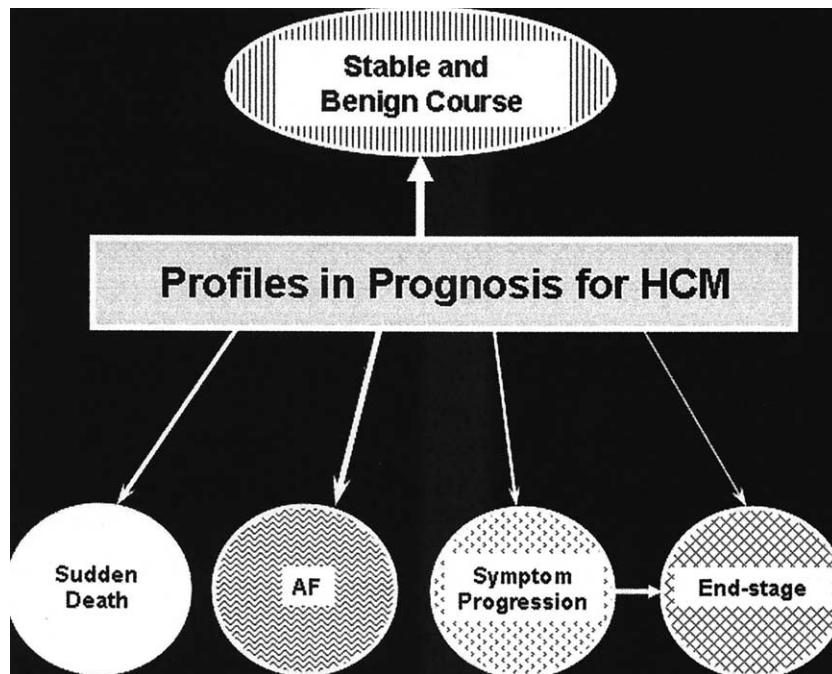 Stable and
Benign Course
Profiles in Prognosis for HCM
Sudden
Death
AF
Symptom
Progression
End-stage